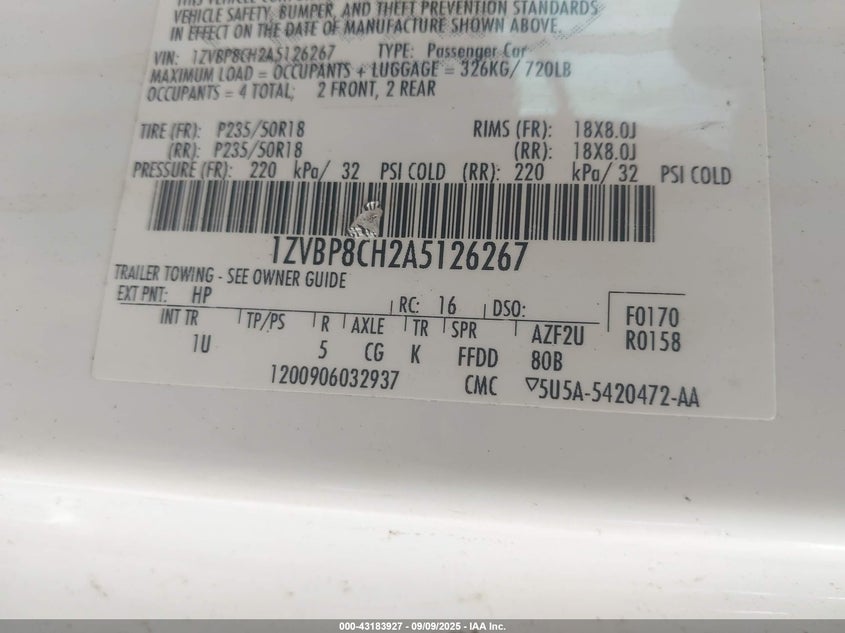 THIS VEHICLE
VEHICLE SAFETY, BUMPER, AND THEFT PREVENTION STANDARDS
IN EFFECT ON THE DATE OF MANUFACTURE SHOWN ABOVE.
VIN: 1ZVBP8CH2A5126267 TYPE: Passenger Car
MAXIMUM LOAD = OCCUPANTS + LUGGAGE = 326KG/ 720LB
OCCUPANTS = 4 TOTAL; 2 FRONT, 2 REAR
TIRE (FR): P235/50R18 RIMS (FR): 18X8.0J
(RR): P235/50R18 (RR): 18X8.0J
PRESSURE (FR): 220 kPa/ 32 PSI COLD (RR): 220 kPa/ 32 PSI COLD
1ZVBP8CH2A5126267
TRAILER TOWING - SEE OWNER GUIDE
EXT PNT: HP RC: 16 DSO: F0170
INT TR TP/PS R AXLE TR SPR AZF2U R0158
1U 5 CG K FFDD 80B
1200906032937 CMC ▽5U5A-5420472-AA
000-43183927 - 09/09/2025 - IAA Inc.